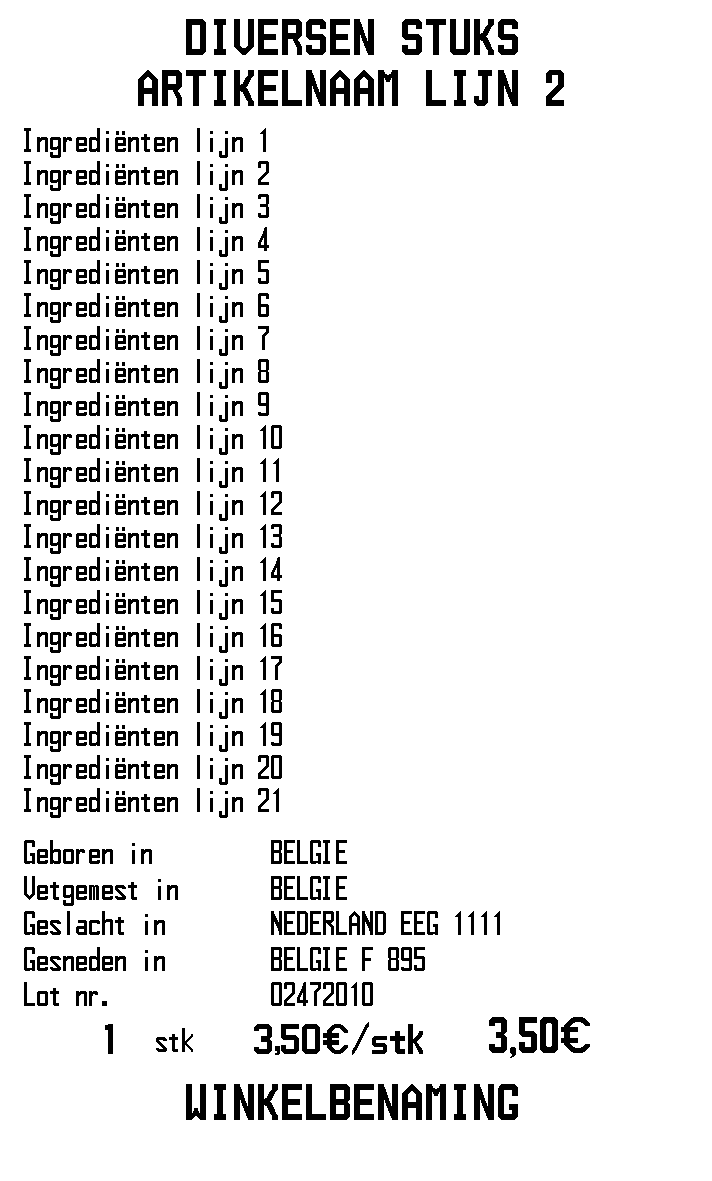 DIVERSEN STUKS
ARTIKELNAAM LIJN 2
Ingrediënten lijn 1
Ingrediënten lijn 2
Ingrediënten lijn 3
Ingrediënten lijn 4
Ingrediënten lijn 5
Ingrediënten lijn 6
Ingrediënten lijn 7
Ingrediënten lijn 8
Ingrediënten lijn 9
Ingrediënten lijn 10
Ingrediënten lijn 11
Ingrediënten lijn 12
Ingrediënten lijn 13
Ingrediënten lijn 14
Ingrediënten lijn 15
Ingrediënten lijn 16
Ingrediënten lijn 17
Ingrediënten lijn 18
Ingrediënten lijn 19
Ingrediënten lijn 20
Ingrediënten lijn 21
Geboren in BELGIE
Vetgemest in BELGIE
Geslacht in NEDERLAND EEG 1111
Gesneden in BELGIE F 895
Lot nr. 02472010
1 stk 3,50€/stk 3,50€
WINKELBENAMING